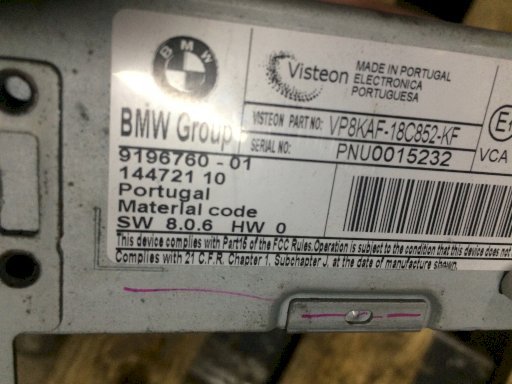 BMW
Visteon
MADE IN PORTUGAL
ELECTRONICA
PORTUGUESA
BMW Group
VISTEON PART NO: VP8KAF-18C852-KF
SERIAL NO: PNU0015232
E1
VCA
9196760 - 01
144721 10
Portugal
Material code
SW 8.0.6 HW 0
This device complies with Part15 of the FCC Rules.Operation is subject to the condition that this device does not
Complies with 21 C.F.R. Chapter 1, Subchapter J, at the date of manufacture shown.